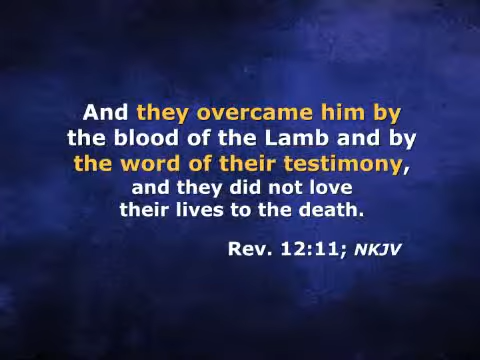 And they overcame him by
the blood of the Lamb and by
the word of their testimony,
and they did not love
their lives to the death.
Rev. 12:11; NKJV